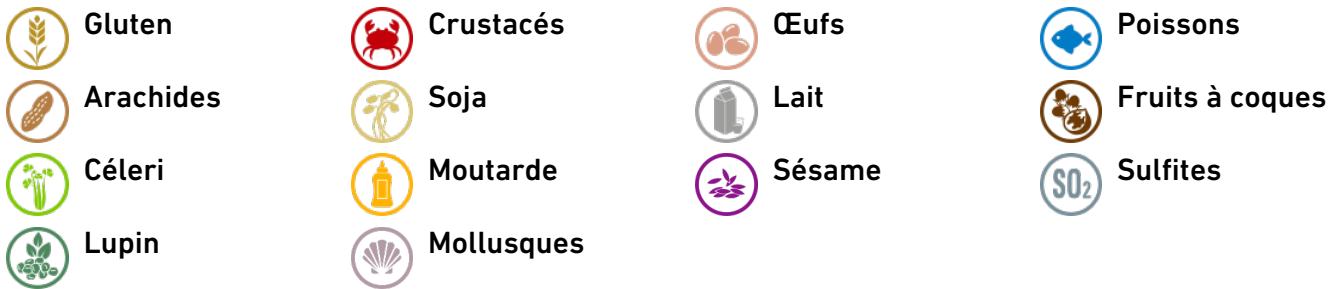 Gluten
Crustacés
Œufs
Poissons
Arachides
Soja
Lait
Fruits à coques
Céleri
Moutarde
Sésame
SO2
Sulfites
Lupin
Mollusques